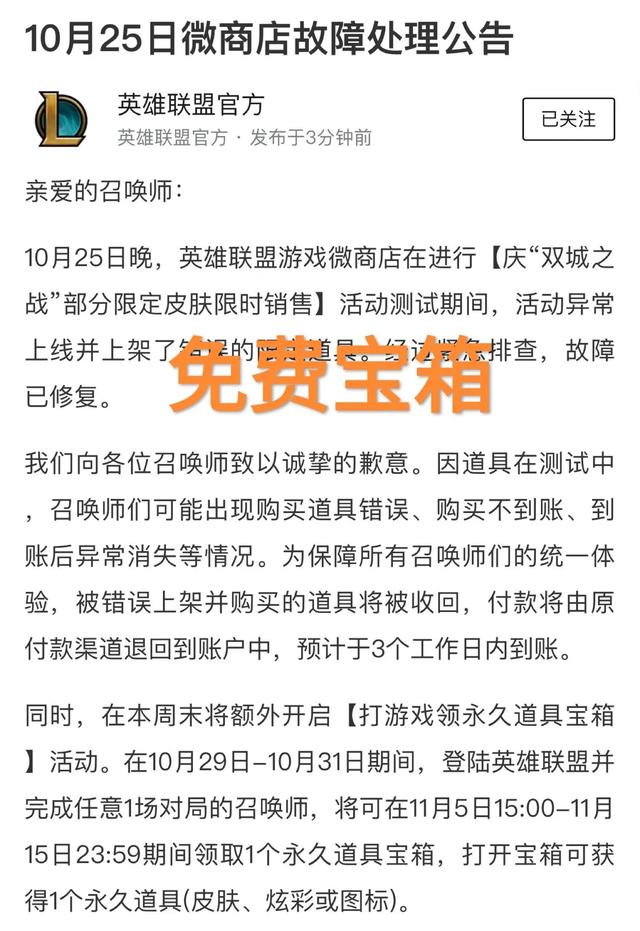 10月25日微商店故障处理公告
英雄联盟官方
英雄联盟官方 · 发布于3分钟前
已关注
亲爱的召唤师：
10月25日晚，英雄联盟游戏微商店在进行【庆“双城之
战”部分限定皮肤限时销售】活动测试期间，活动异常
上线并上架了错误的道具。经过紧急排查，故障
已修复。
免费宝箱
我们向各位召唤师致以诚挚的歉意。因道具在测试中
，召唤师们可能出现购买道具错误、购买不到账、到
账后异常消失等情况。为保障所有召唤师们的统一体
验，被错误上架并购买的道具将被收回，付款将由原
付款渠道退回到账户中，预计于3个工作日内到账。
同时，在本周末将额外开启【打游戏领永久道具宝箱
】活动。在10月29日-10月31日期间，登陆英雄联盟并
完成任意1场对局的召唤师，将可在11月5日15:00-11月
15日23:59期间领取1个永久道具宝箱，打开宝箱可获
得1个永久道具(皮肤、炫彩或图标)。